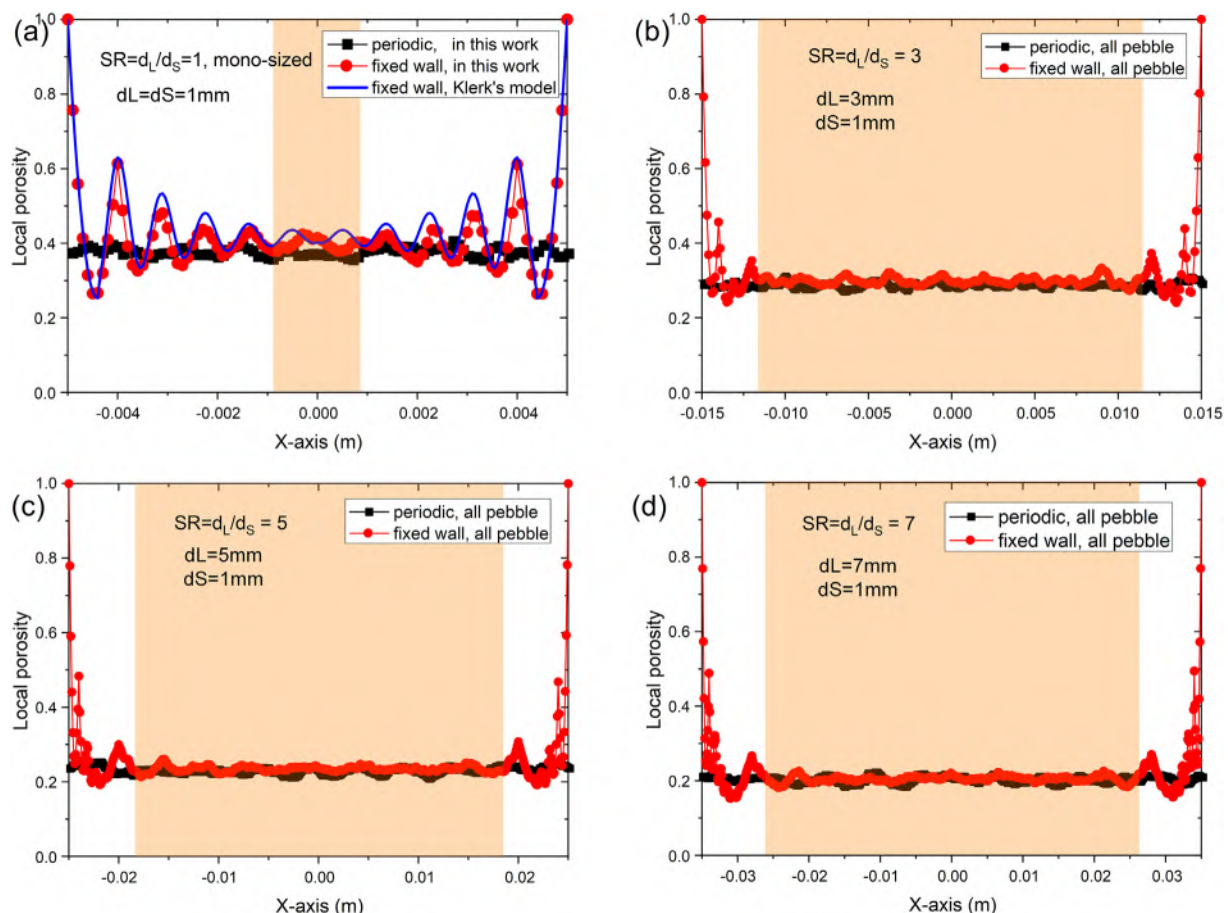 (a)
SR=dL/dS=1, mono-sized
dL=dS=1mm
periodic, in this work
fixed wall, in this work
fixed wall, Klerk's model
Local porosity
1.0
0.8
0.6
0.4
0.2
0.0
-0.004
-0.002
0.000
0.002
0.004
X-axis (m)
(b)
SR=dL/dS = 3
dL=3mm
dS=1mm
periodic, all pebble
fixed wall, all pebble
Local porosity
1.0
0.8
0.6
0.4
0.2
0.0
-0.015
-0.010
-0.005
0.000
0.005
0.010
0.015
X-axis (m)
(c)
SR=dL/dS = 5
dL=5mm
dS=1mm
periodic, all pebble
fixed wall, all pebble
Local porosity
1.0
0.8
0.6
0.4
0.2
0.0
-0.02
-0.01
0.00
0.01
0.02
X-axis (m)
(d)
SR=dL/dS = 7
dL=7mm
dS=1mm
periodic, all pebble
fixed wall, all pebble
Local porosity
1.0
0.8
0.6
0.4
0.2
0.0
-0.03
-0.02
-0.01
0.00
0.01
0.02
0.03
X-axis (m)